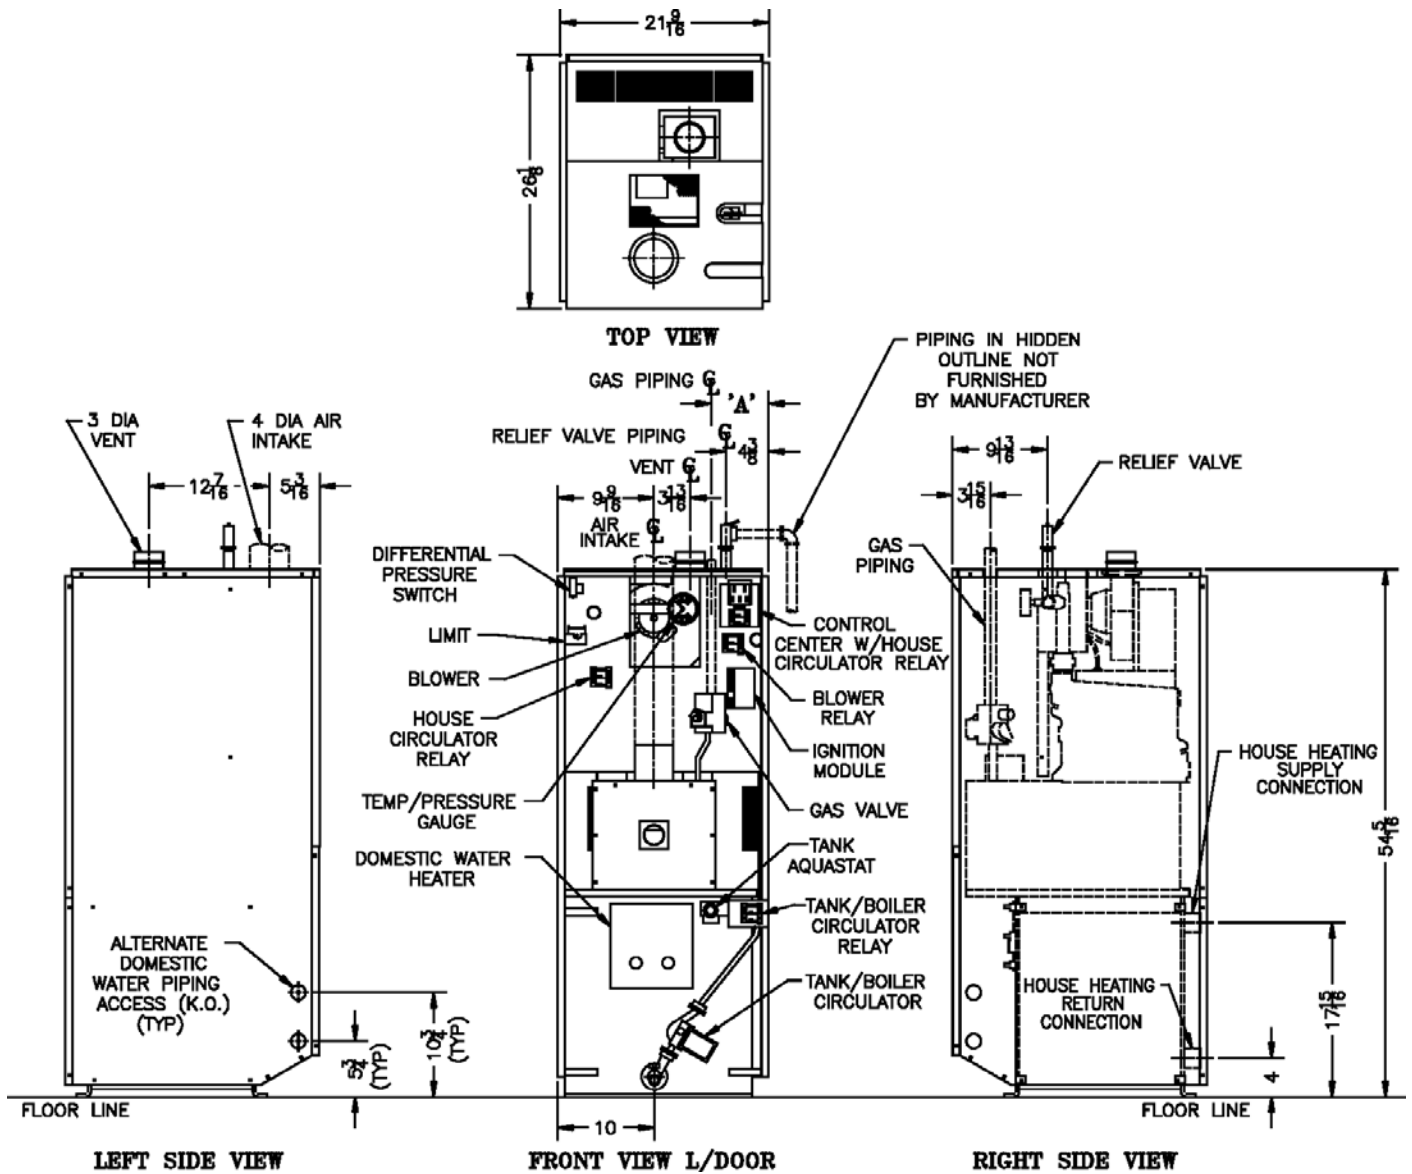 21 9/16
26 1/8
TOP VIEW
PIPING IN HIDDEN
OUTLINE NOT
FURNISHED
BY MANUFACTURER
GAS PIPING CL
'A'
3 DIA
VENT
4 DIA AIR
INTAKE
RELIEF VALVE PIPING CL
4 3/8
VENT CL
12 7/16
5 3/16
9 9/16
3 13/16
AIR
INTAKE CL
9 13/16
3 15/16
RELIEF VALVE
DIFFERENTIAL
PRESSURE
SWITCH
GAS
PIPING
LIMIT
CONTROL
CENTER W/HOUSE
CIRCULATOR RELAY
BLOWER
BLOWER
RELAY
HOUSE
CIRCULATOR
RELAY
IGNITION
MODULE
HOUSE HEATING
SUPPLY
CONNECTION
TEMP/PRESSURE
GAUGE
GAS VALVE
54 5/16
DOMESTIC WATER
HEATER
TANK
AQUASTAT
TANK/BOILER
CIRCULATOR
RELAY
ALTERNATE
DOMESTIC
WATER PIPING
ACCESS (K.O.)
(TYP)
TANK/BOILER
CIRCULATOR
HOUSE HEATING
RETURN
CONNECTION
17 15/16
10 3/4
(TYP)
5 3/4
(TYP)
4
FLOOR LINE
FLOOR LINE
10
LEFT SIDE VIEW
FRONT VIEW L/DOOR
RIGHT SIDE VIEW